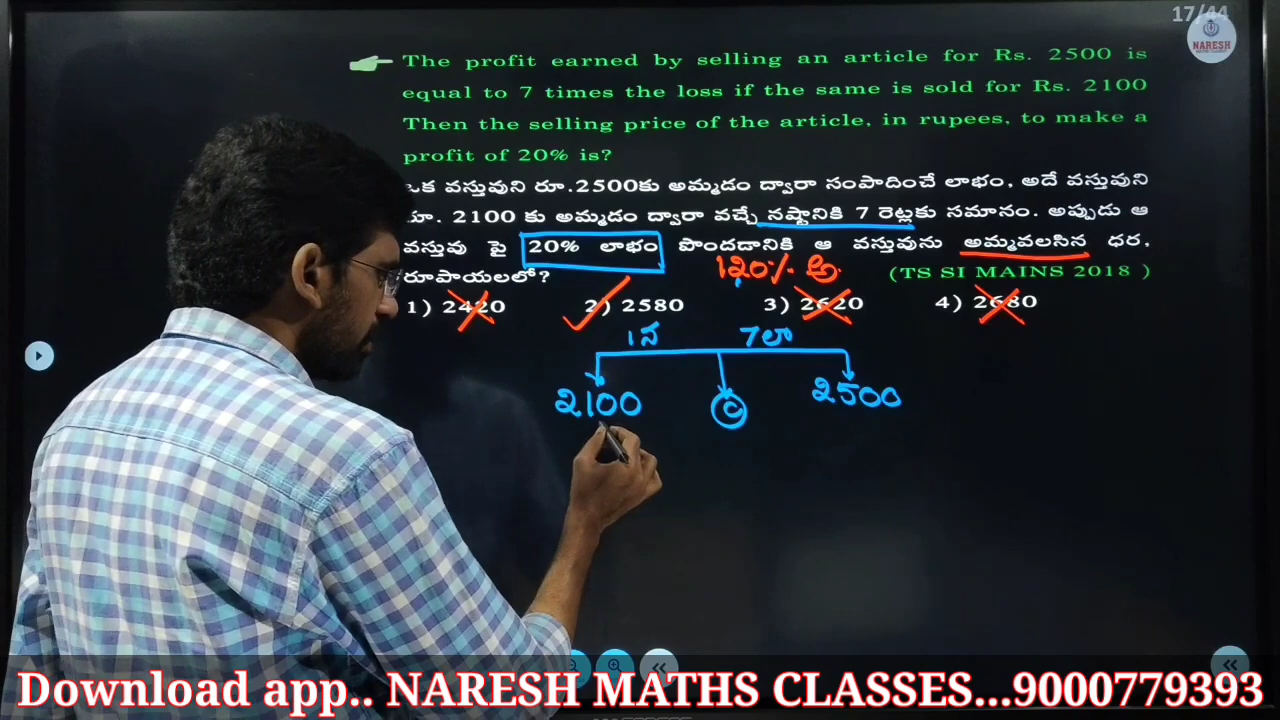 17/44
NARESH
The profit earned by selling an article for Rs. 2500 is
equal to 7 times the loss if the same is sold for Rs. 2100
Then the selling price of the article, in rupees, to make a
profit of 20% is?
ఒక వస్తువుని రూ.2500కు అమ్మడం ద్వారా సంపాదించే లాభం, అదే వస్తువుని
రూ. 2100 కు అమ్మడం ద్వారా వచ్చే నష్టానికి 7 రెట్లకు సమానం. అప్పుడు ఆ
వస్తువు పై 20% లాభం పొందడానికి ఆ వస్తువును అమ్మవలసిన ధర,
రూపాయలలో?
120% అ.
(TS SI MAINS 2018 )
1) 2420 2) 2580 3) 2620 4) 2680
1న 7లా
2100 C 2500
Download app.. NARESH MATHS CLASSES...9000779393